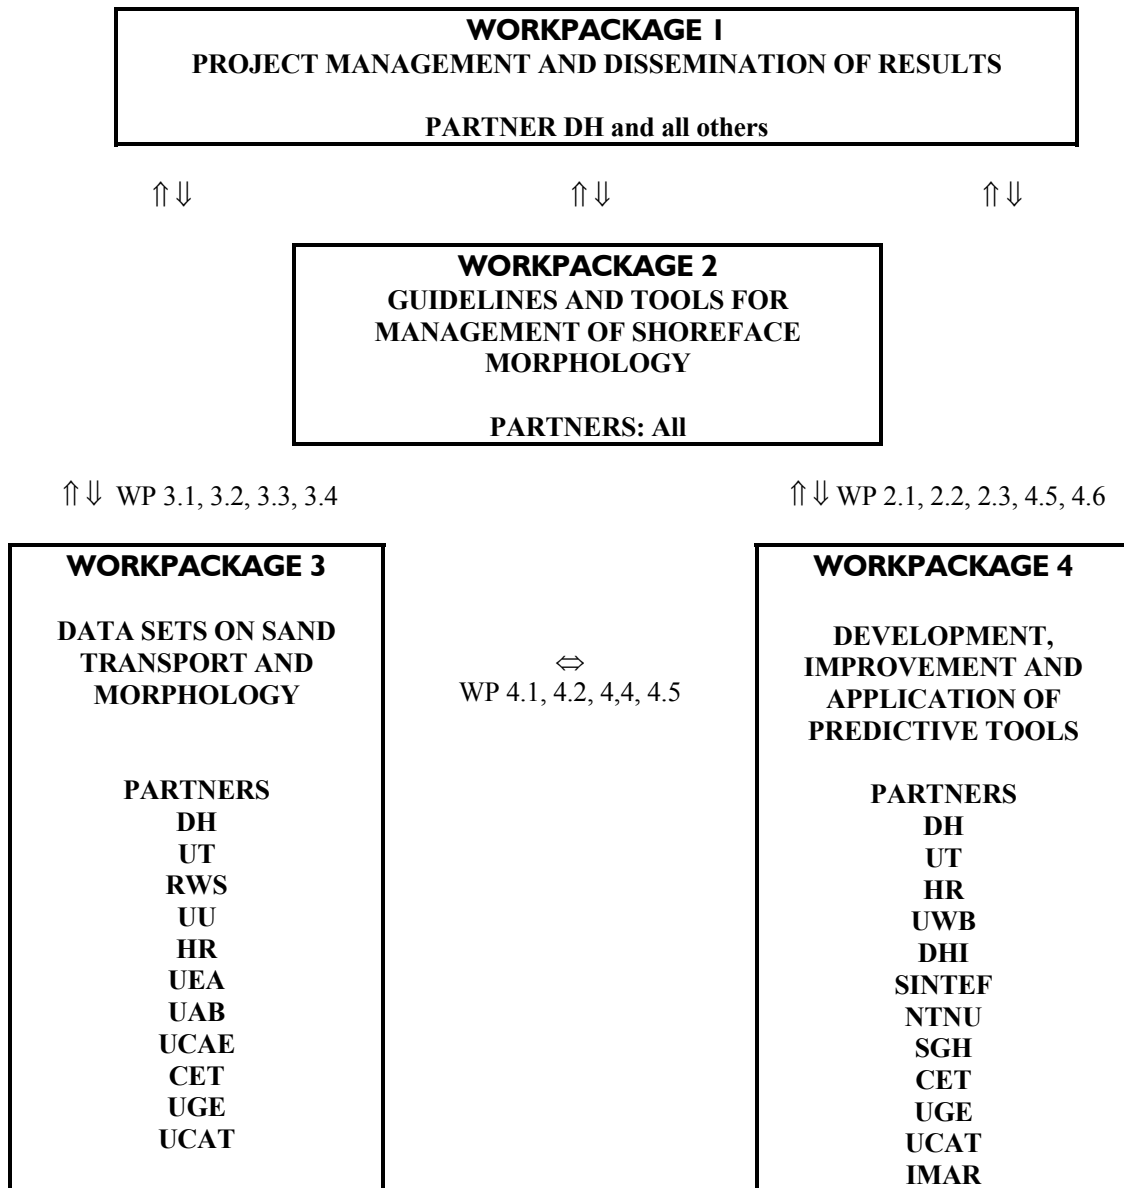 WORKPACKAGE 1
PROJECT MANAGEMENT AND DISSEMINATION OF RESULTS
PARTNER DH and all others
⇑⇓ ⇑⇓ ⇑⇓
WORKPACKAGE 2
GUIDELINES AND TOOLS FOR
MANAGEMENT OF SHOREFACE
MORPHOLOGY
PARTNERS: All
⇑⇓ WP 3.1, 3.2, 3.3, 3.4
⇑⇓ WP 2.1, 2.2, 2.3, 4.5, 4.6
WORKPACKAGE 3
DATA SETS ON SAND
TRANSPORT AND
MORPHOLOGY
PARTNERS
DH
UT
RWS
UU
HR
UEA
UAB
UCAE
CET
UGE
UCAT
⇔
WP 4.1, 4.2, 4,4, 4.5
WORKPACKAGE 4
DEVELOPMENT,
IMPROVEMENT AND
APPLICATION OF
PREDICTIVE TOOLS
PARTNERS
DH
UT
HR
UWB
DHI
SINTEF
NTNU
SGH
CET
UGE
UCAT
IMAR